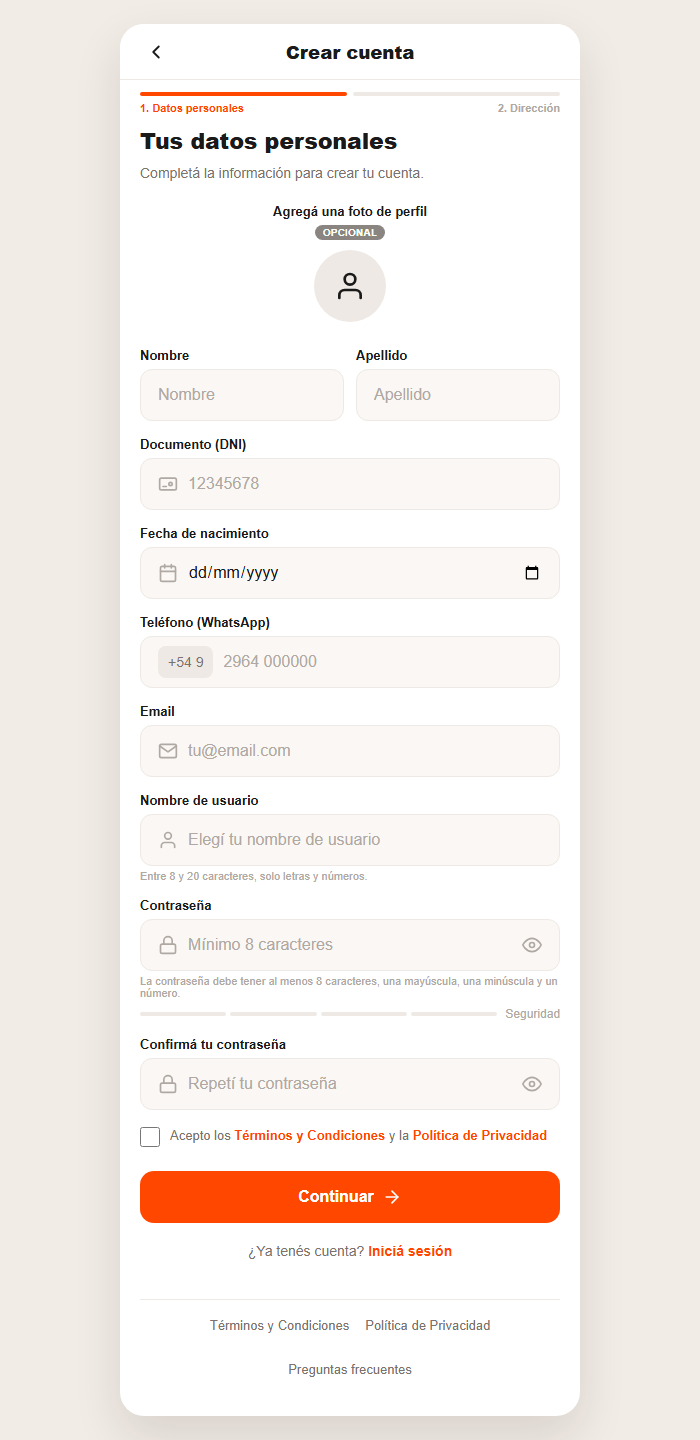 Crear cuenta
1. Datos personales
2. Dirección
Tus datos personales
Completá la información para crear tu cuenta.
Agregá una foto de perfil
OPCIONAL
Nombre
Apellido
Nombre
Apellido
Documento (DNI)
12345678
Fecha de nacimiento
dd/mm/yyyy
Teléfono (WhatsApp)
+54 9
2964 000000
Email
tu@email.com
Nombre de usuario
Elegí tu nombre de usuario
Entre 8 y 20 caracteres, solo letras y números.
Contraseña
Mínimo 8 caracteres
La contraseña debe tener al menos 8 caracteres, una mayúscula, una minúscula y un
número.
Seguridad
Confirmá tu contraseña
Repetí tu contraseña
Acepto los Términos y Condiciones y la Política de Privacidad
Continuar
¿Ya tenés cuenta? Iniciá sesión
Términos y Condiciones
Política de Privacidad
Preguntas frecuentes